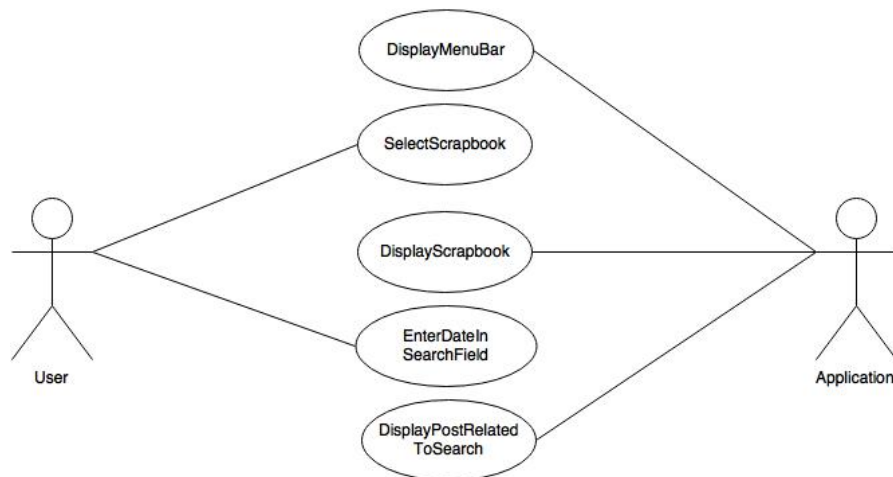 DisplayMenuBar
SelectScrapbook
DisplayScrapbook
EnterDateIn
SearchField
User
Application
DisplayPostRelated
ToSearch